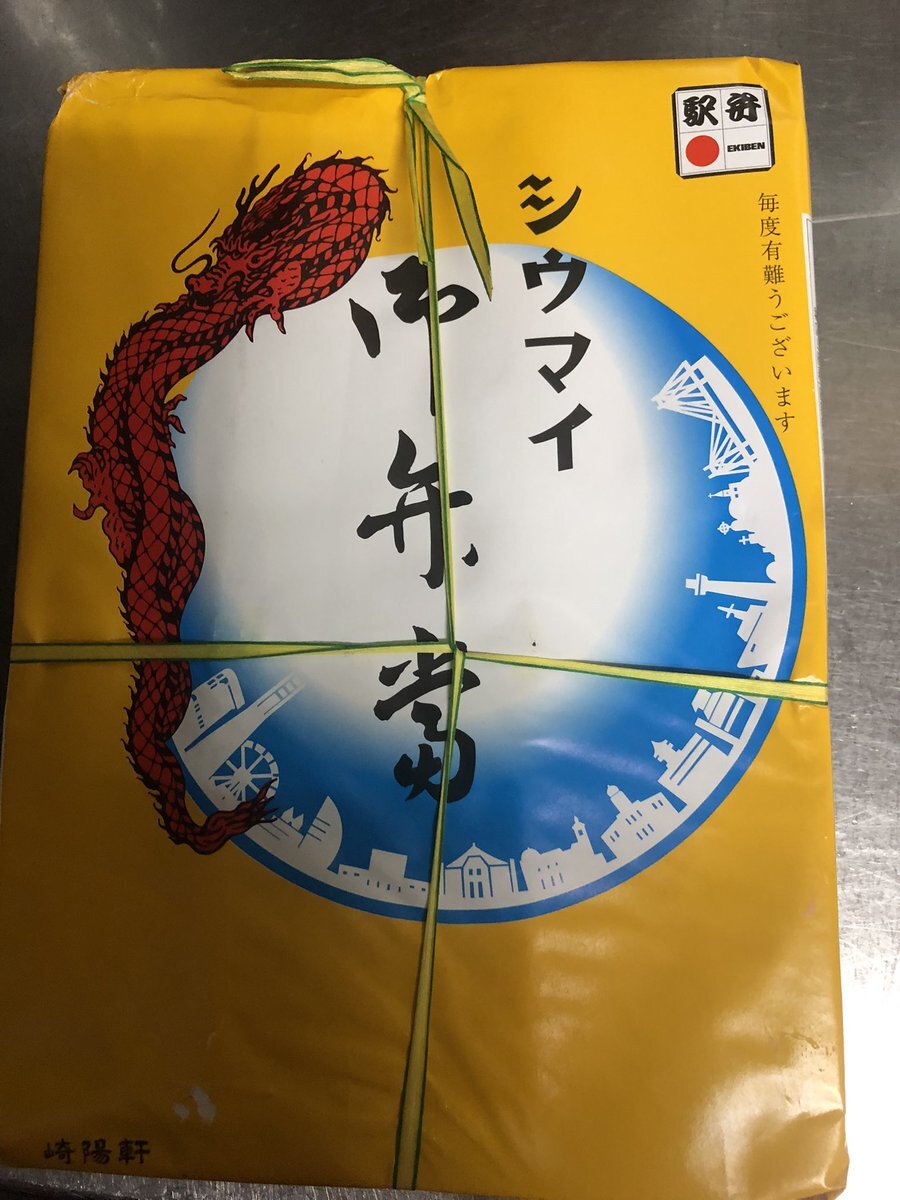 駅弁
EKIBEN
毎度有難うございます
シウマイ
御弁当
崎陽軒